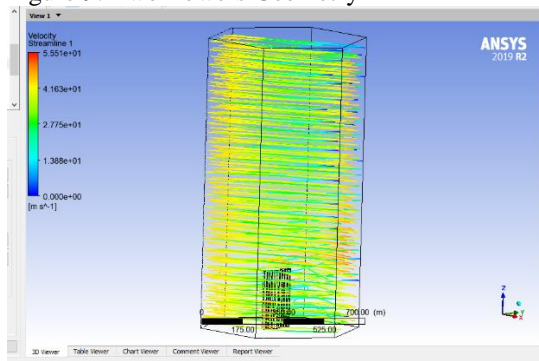 View 1
Velocity
Streamline 1
5.551e+01
4.163e+01
2.775e+01
1.388e+01
0.000e+00
[m s^-1]
ANSYS
2019 R2
0
700.00 (m)
175.00
525.00
Z
Y
X
3D Viewer
Table Viewer
Chart Viewer
Comment Viewer
Report Viewer